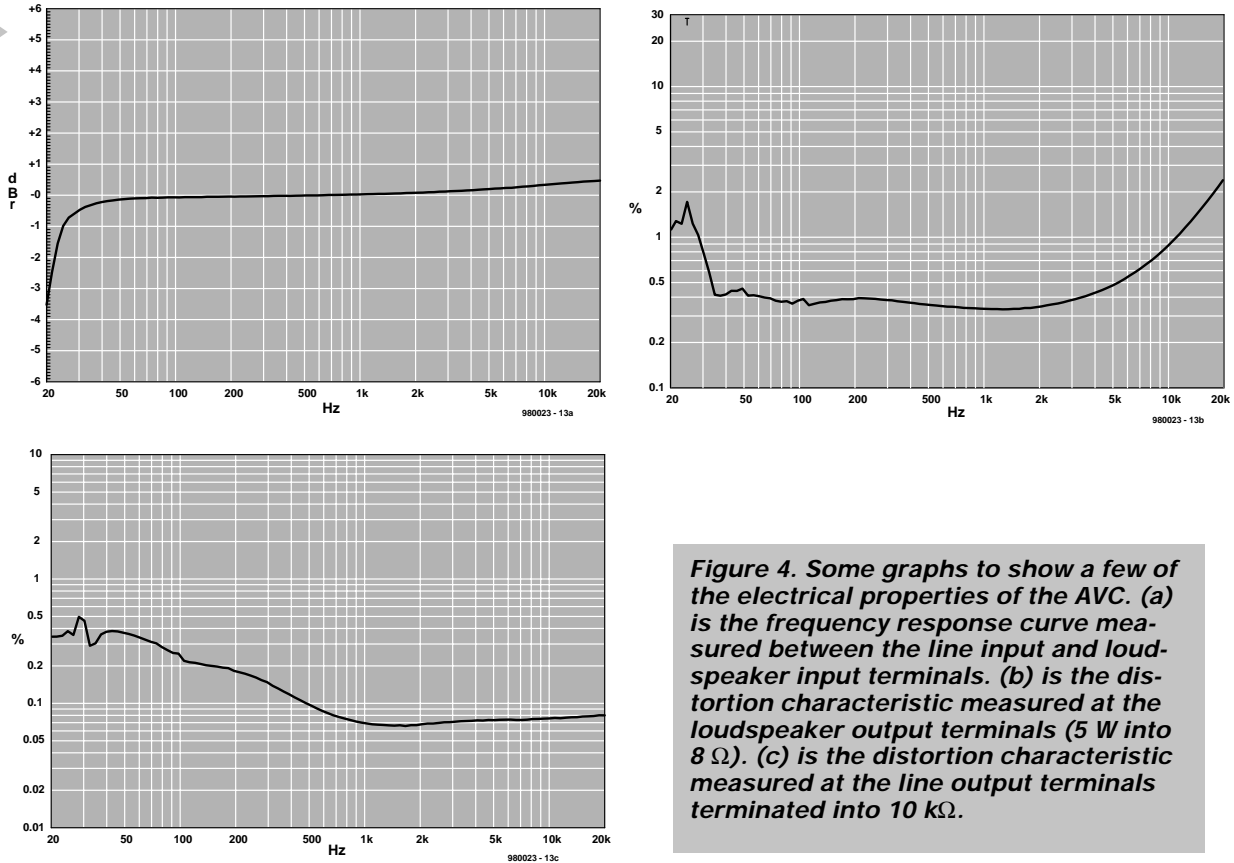 +6
+5
+4
+3
+2
+1
-0
-1
-2
-3
-4
-5
-6
d
B
r
20 50 100 200 500 1k 2k 5k 10k 20k
Hz
980023 - 13a
30
20
10
5
2
1
0.5
0.2
0.1
%
T
20 50 100 200 500 1k 2k 5k 10k 20k
Hz
980023 - 13b
10
5
2
1
0.5
0.2
0.1
0.05
0.02
0.01
%
20 50 100 200 500 1k 2k 5k 10k 20k
Hz
980023 - 13c
Figure 4. Some graphs to show a few of
the electrical properties of the AVC. (a)
is the frequency response curve mea-
sured between the line input and loud-
speaker input terminals. (b) is the dis-
tortion characteristic measured at the
loudspeaker output terminals (5 W into
8 Ω). (c) is the distortion characteristic
measured at the line output terminals
terminated into 10 kΩ.